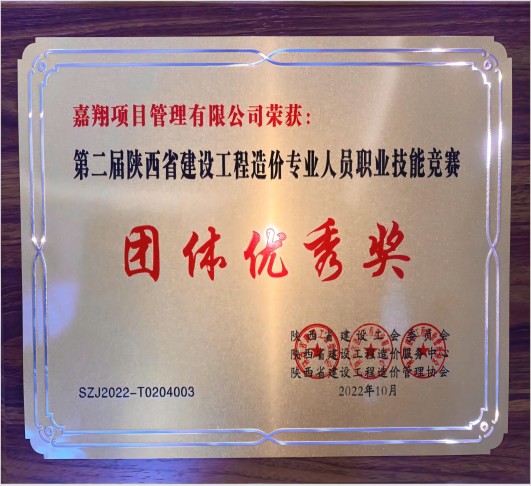 嘉翔项目管理有限公司荣获：
第二届陕西省建设工程造价专业人员职业技能竞赛
团体优秀奖
陕西省建设工会委员会
陕西省建设工程造价服务中心
陕西省建设工程造价管理协会
SZJ2022-T0204003
2022年10月